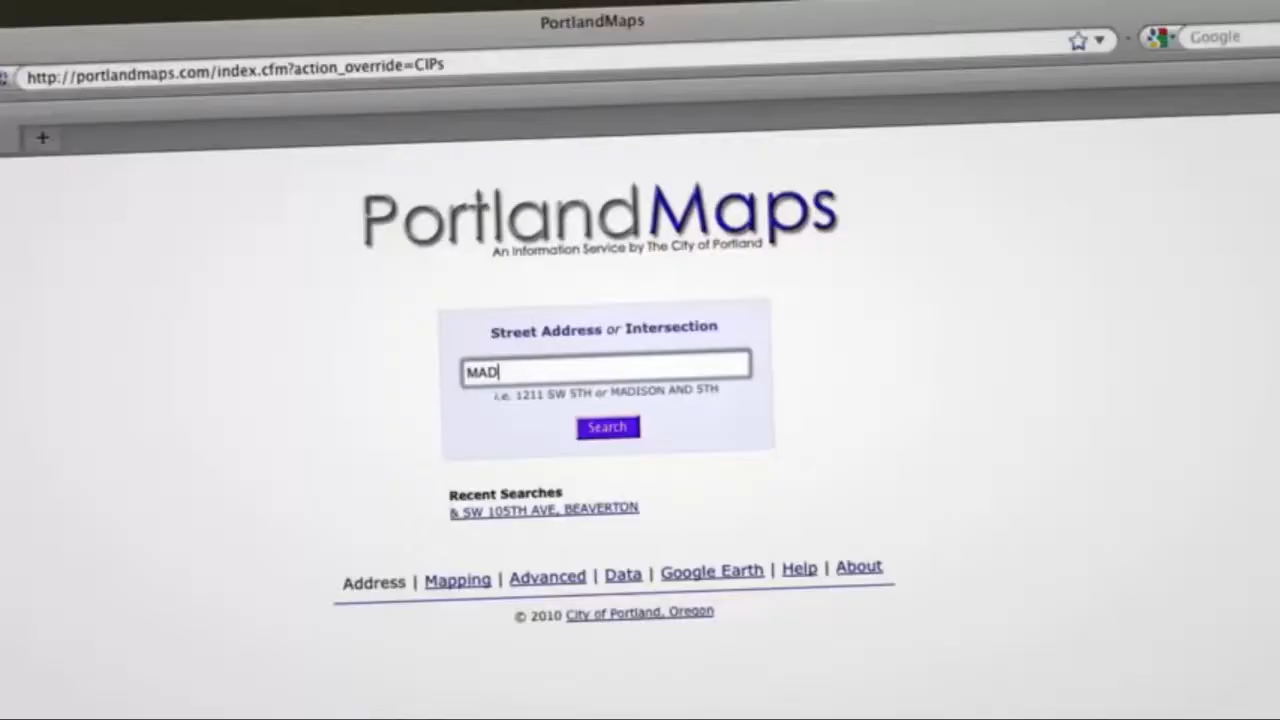 PortlandMaps
http://portlandmaps.com/index.cfm?action_override=CIPs
Google
+
PortlandMaps
An Information Service by The City of Portland
Street Address or Intersection
MAD
i.e. 1211 SW 5TH or MADISON AND 5TH
Search
Recent Searches
& SW 105TH AVE, BEAVERTON
Address | Mapping | Advanced | Data | Google Earth | Help | About
© 2010 City of Portland, Oregon